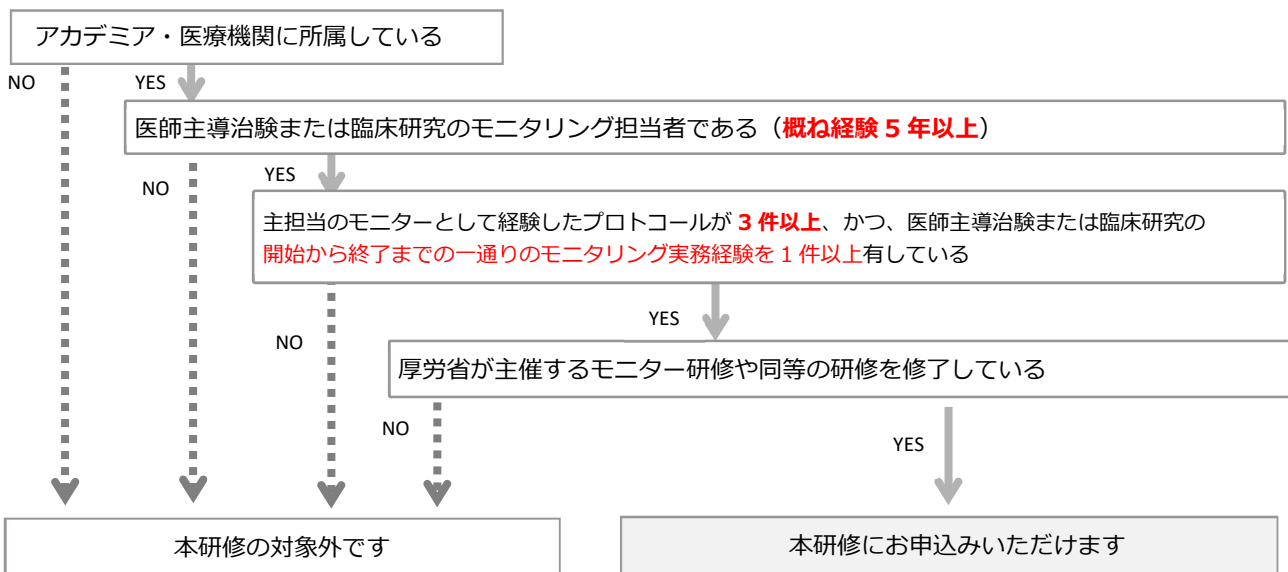 アカデミア・医療機関に所属している
NO
YES
医師主導治験または臨床研究のモニタリング担当者である（概ね経験 5 年以上）
NO
YES
主担当のモニターとして経験したプロトコールが 3 件以上、かつ、医師主導治験または臨床研究の
開始から終了までの一通りのモニタリング実務経験を 1 件以上有している
NO
YES
厚労省が主催するモニター研修や同等の研修を修了している
NO
YES
本研修の対象外です
本研修にお申込みいただけます